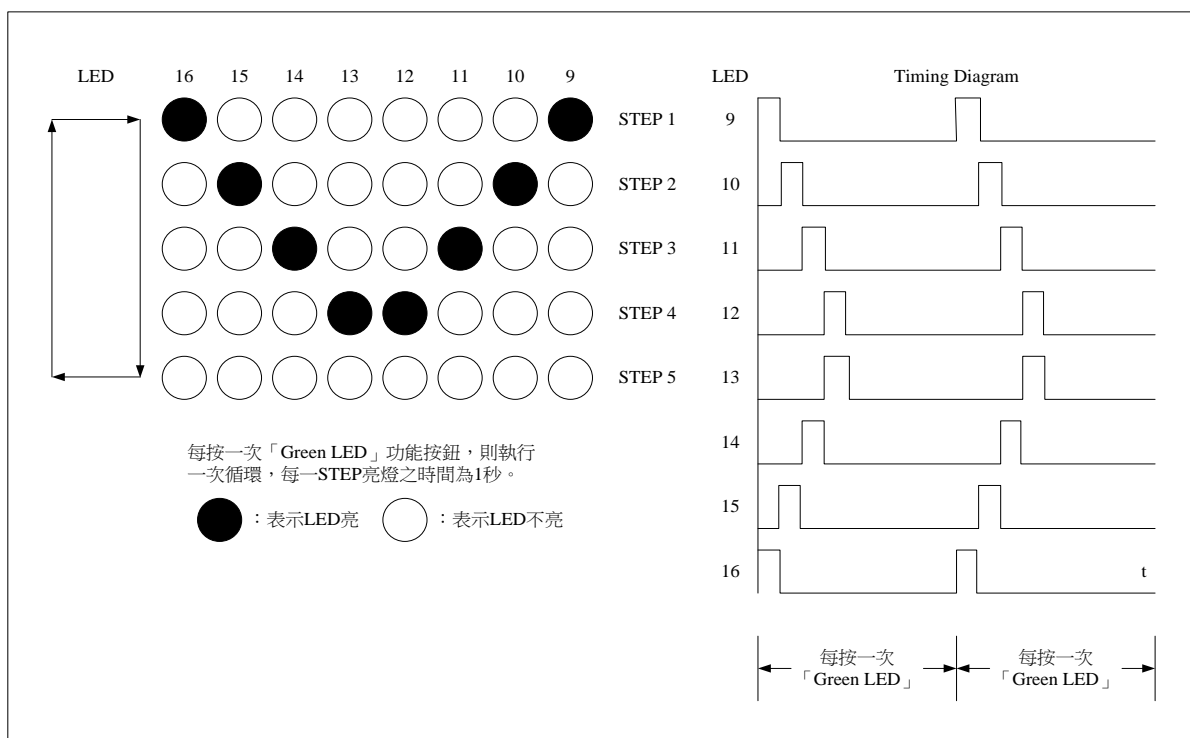 LED 16 15 14 13 12 11 10 9
STEP 1
STEP 2
STEP 3
STEP 4
STEP 5
每按一次「Green LED」功能按鈕，則執行
一次循環，每一STEP亮燈之時間為1秒。
：表示LED亮 ：表示LED不亮
LED Timing Diagram
9
10
11
12
13
14
15
16 t
每按一次 每按一次
「Green LED」 「Green LED」